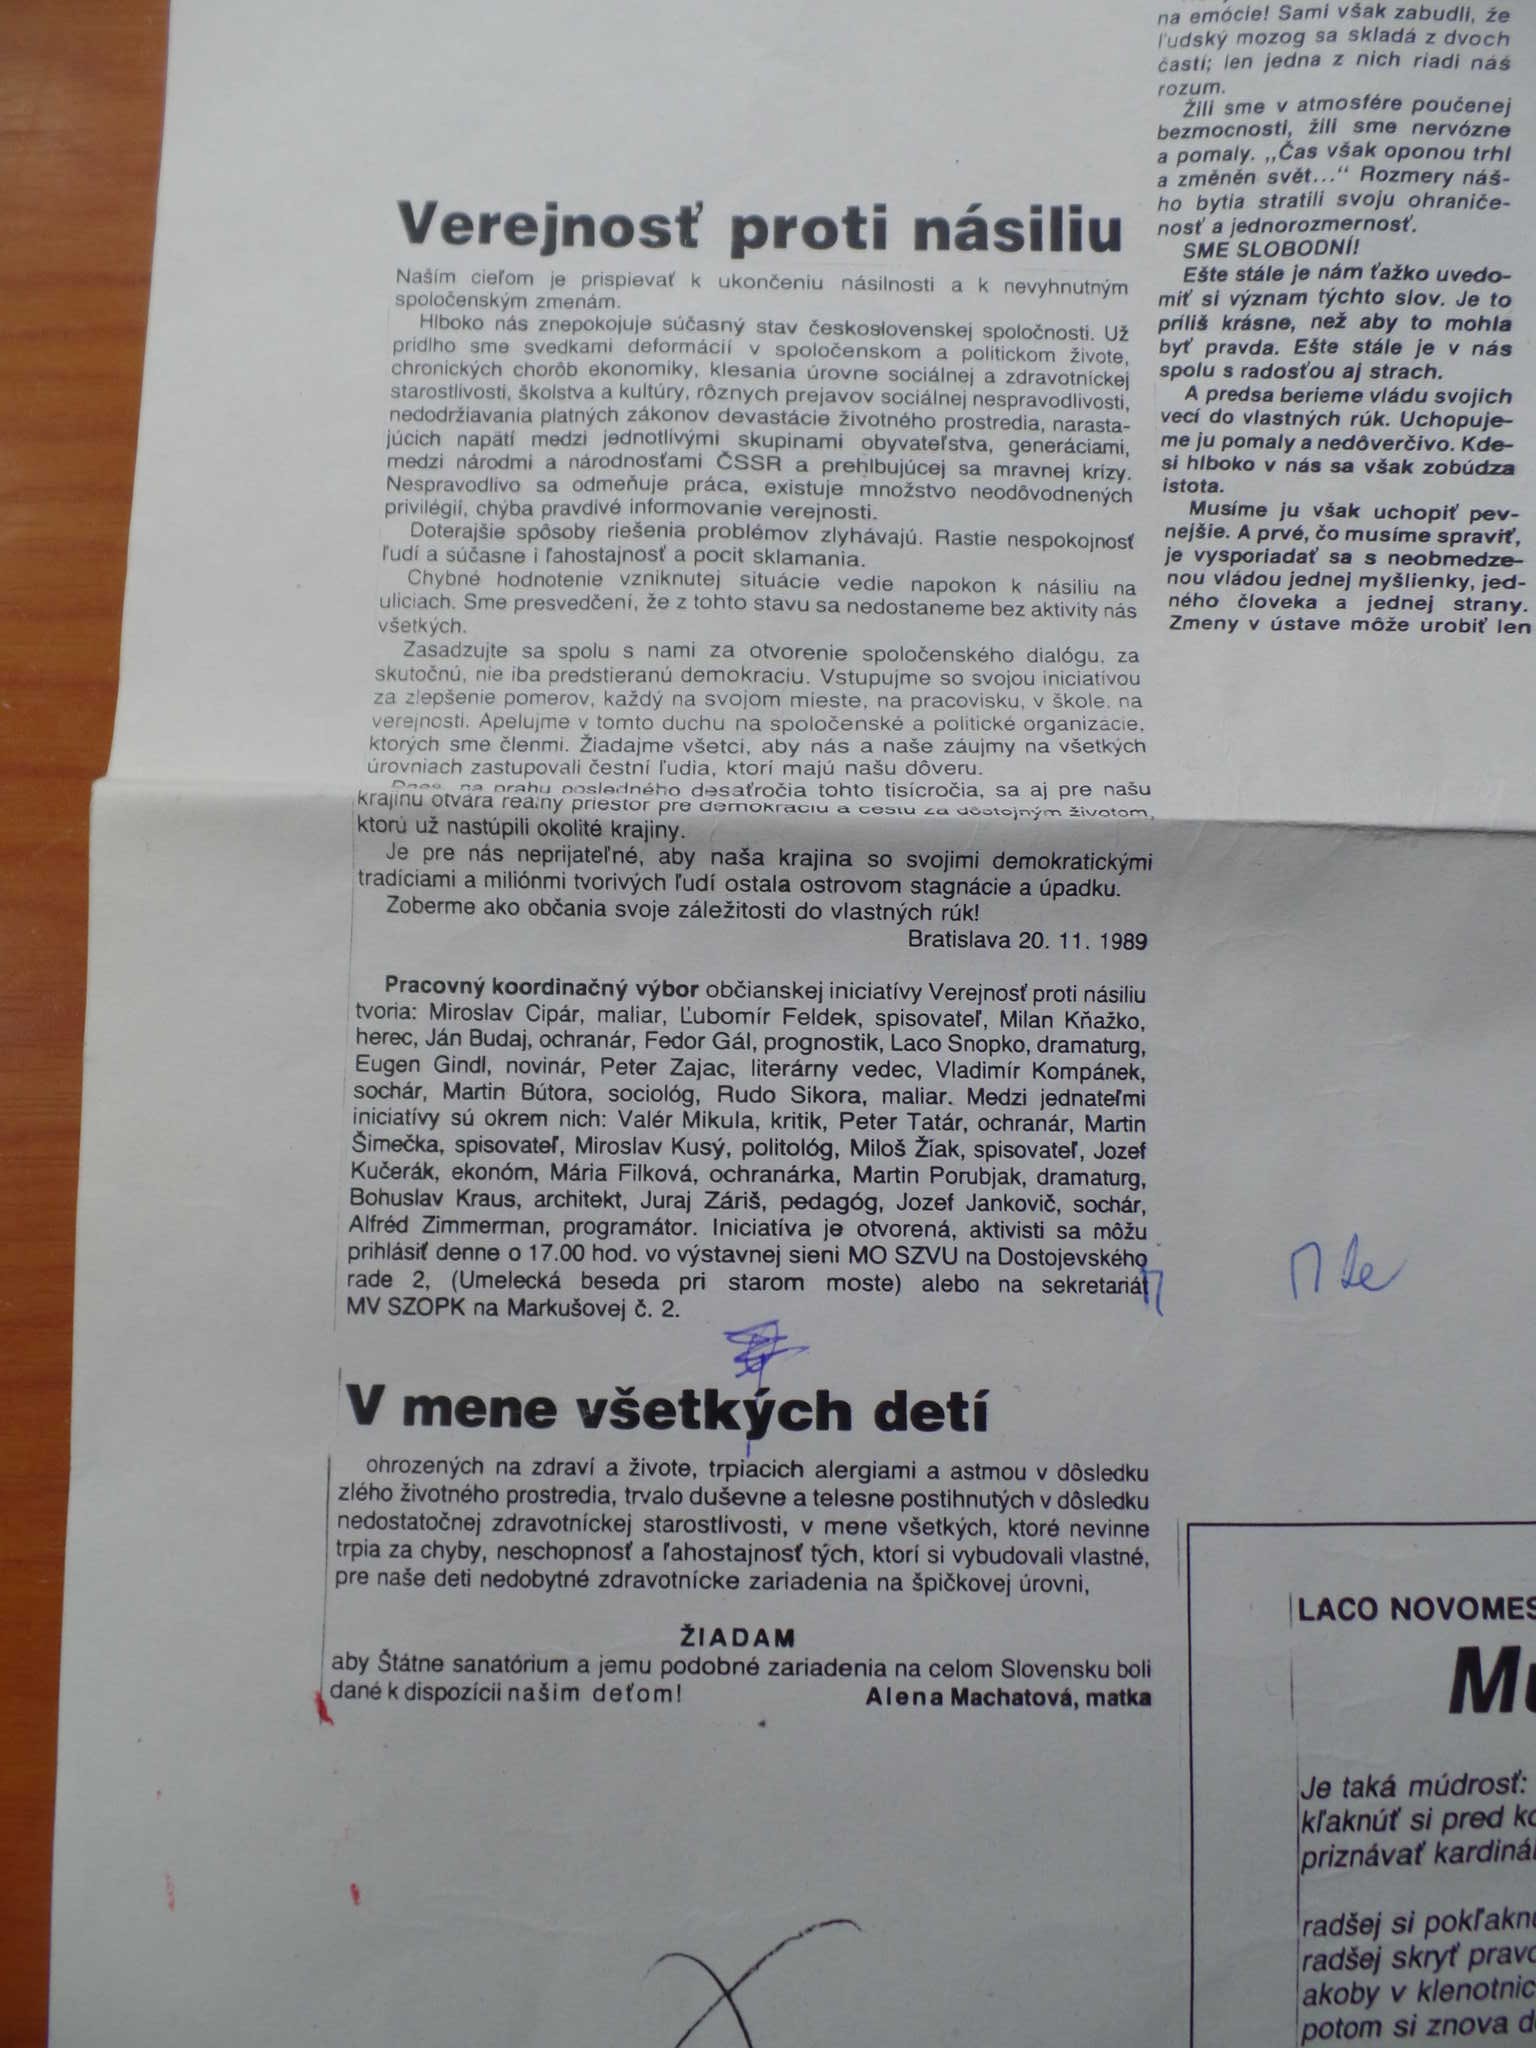 Verejnosť proti násiliu
Naším cieľom je prispievať k ukončeniu násilnosti a k nevyhnutným
spoločenským zmenám.
Hlboko nás znepokojuje súčasný stav československej spoločnosti. Už
pridlho sme svedkami deformácií v spoločenskom a politickom živote,
chronických chorôb ekonomiky, klesania úrovne sociálnej a zdravotníckej
starostlivosti, školstva a kultúry, rôznych prejavov sociálnej nespravodlivosti,
nedodržiavania platných zákonov devastácie životného prostredia, narasta-
júcich napätí medzi jednotlivými skupinami obyvateľstva, generáciami,
medzi národmi a národnosťami ČSSR a prehlbujúcej sa mravnej krízy.
Nespravodlivo sa odmeňuje práca, existuje množstvo neodôvodnených
privilégií, chýba pravdivé informovanie verejnosti.
Doterajšie spôsoby riešenia problémov zlyhávajú. Rastie nespokojnosť
ľudí a súčasne i ľahostajnosť a pocit sklamania.
Chybné hodnotenie vzniknutej situácie vedie napokon k násiliu na
uliciach. Sme presvedčení, že z tohto stavu sa nedostaneme bez aktivity nás
všetkých.
Zasadzujte sa spolu s nami za otvorenie spoločenského dialógu, za
skutočnú, nie iba predstieranú demokraciu. Vstupujme so svojou iniciatívou
za zlepšenie pomerov, každý na svojom mieste, na pracovisku, v škole, na
verejnosti. Apelujme v tomto duchu na spoločenské a politické organizácie,
ktorých sme členmi. Žiadajme všetci, aby nás a naše záujmy na všetkých
úrovniach zastupovali čestní ľudia, ktorí majú našu dôveru.
Dnes, na prahu posledného desaťročia tohto tisícročia, sa aj pre našu
krajinu otvára reálny priestor pre demokraciu a cestu za dôstojným životom,
ktorú už nastúpili okolité krajiny.
Je pre nás neprijateľné, aby naša krajina so svojimi demokratickými
tradíciami a miliónmi tvorivých ľudí ostala ostrovom stagnácie a úpadku.
Zoberme ako občania svoje záležitosti do vlastných rúk!
Bratislava 20. 11. 1989
Pracovný koordinačný výbor občianskej iniciatívy Verejnosť proti násiliu
tvoria: Miroslav Cipár, maliar, Ľubomír Feldek, spisovateľ, Milan Kňažko,
herec, Ján Budaj, ochranár, Fedor Gál, prognostik, Laco Snopko, dramaturg,
Eugen Gindl, novinár, Peter Zajac, literárny vedec, Vladimír Kompánek,
sochár, Martin Bútora, sociológ, Rudo Sikora, maliar. Medzi jednateľmi
iniciatívy sú okrem nich: Valér Mikula, kritik, Peter Tatár, ochranár, Martin
Šimečka, spisovateľ, Miroslav Kusý, politológ, Miloš Žiak, spisovateľ, Jozef
Kučerák, ekonóm, Mária Filková, ochranárka, Martin Porubjak, dramaturg,
Bohuslav Kraus, architekt, Juraj Záriš, pedagóg, Jozef Jankovič, sochár,
Alfréd Zimmerman, programátor. Iniciatíva je otvorená, aktivisti sa môžu
prihlásiť denne o 17.00 hod. vo výstavnej sieni MO SZVU na Dostojevského
rade 2, (Umelecká beseda pri starom moste) alebo na sekretariát
MV SZOPK na Markušovej č. 2.
V mene všetkých detí
ohrozených na zdraví a živote, trpiacich alergiami a astmou v dôsledku
zlého životného prostredia, trvalo duševne a telesne postihnutých v dôsledku
nedostatočnej zdravotníckej starostlivosti, v mene všetkých, ktoré nevinne
trpia za chyby, neschopnosť a ľahostajnosť tých, ktorí si vybudovali vlastné,
pre naše deti nedobytné zdravotnícke zariadenia na špičkovej úrovni,
ŽIADAM
aby Štátne sanatórium a jemu podobné zariadenia na celom Slovensku boli
dané k dispozícii našim deťom!
Alena Machatová, matka
na emócie! Sami však zabudli, že
ľudský mozog sa skladá z dvoch
častí; len jedna z nich riadi náš
rozum.
Žili sme v atmosfére poučenej
bezmocnosti, žili sme nervózne
a pomaly. „Čas však oponou trhl
a změněn svět..." Rozmery náš-
ho bytia stratili svoju ohraniče-
nosť a jednorozmernosť.
SME SLOBODNÍ!
Ešte stále je nám ťažko uvedo-
miť si význam týchto slov. Je to
príliš krásne, než aby to mohla
byť pravda. Ešte stále je v nás
spolu s radosťou aj strach.
A predsa berieme vládu svojich
vecí do vlastných rúk. Uchopuje-
me ju pomaly a nedôverčivo. Kde-
si hlboko v nás sa však zobúdza
istota.
Musíme ju však uchopiť pev-
nejšie. A prvé, čo musíme spraviť,
je vysporiadať sa s neobmedze-
nou vládou jednej myšlienky, jed-
ného človeka a jednej strany.
Zmeny v ústave môže urobiť len
LACO NOVOMES
Mú
Je taká múdrosť:
kľaknúť si pred
priznávať
radšej si
radšej skryť
akoby v
potom si znova